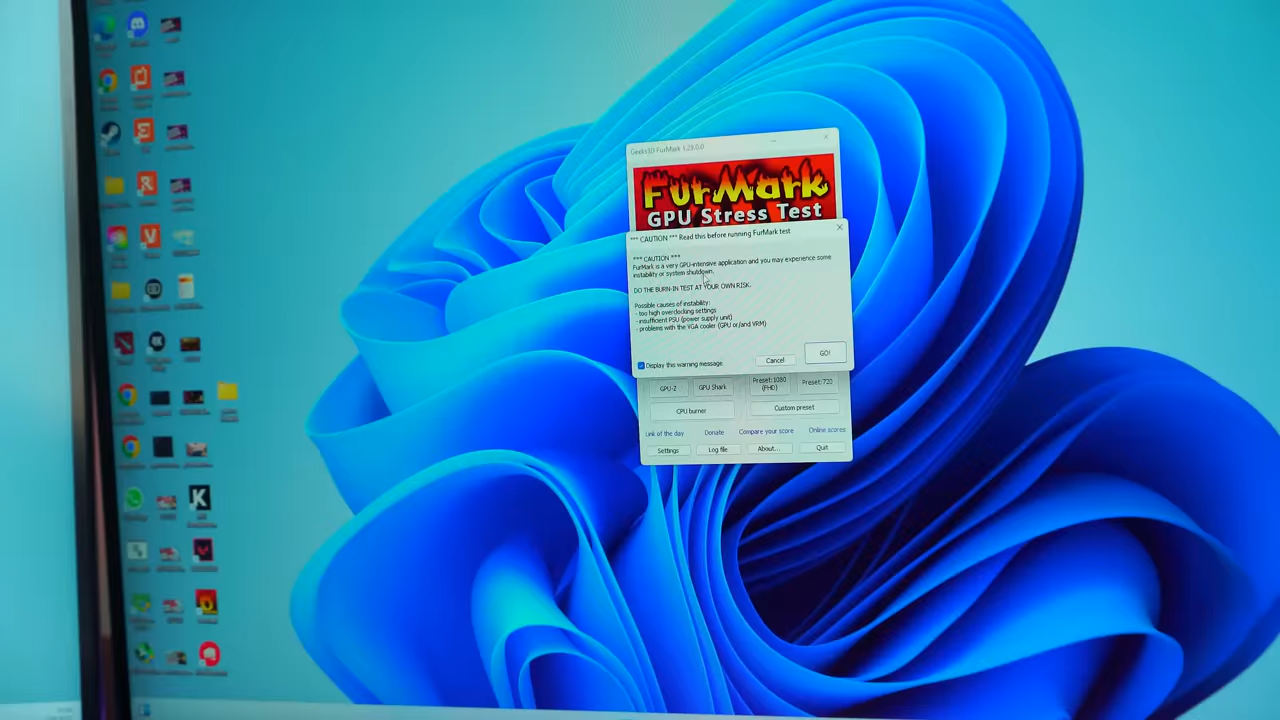 Geeks3D FurMark 1.29.0.0
FurMark
GPU Stress Test
*** CAUTION *** Read this before running FurMark test
*** CAUTION ***
FurMark is a very GPU-intensive application and you may experience some
instability or system shutdown.
DO THE BURN-IN TEST AT YOUR OWN RISK.
Possible causes of instability:
- too high overclocking settings
- insufficient PSU (power supply unit)
- problems with the VGA cooler (GPU or/and VRM)
Display this warning message
Cancel
GO!
GPU-Z
GPU Shark
Preset:1080
(FHD)
Preset:720
CPU burner
Custom preset
Link of the day
Donate
Compare your score
Online scores
Settings
Log file
About...
Quit